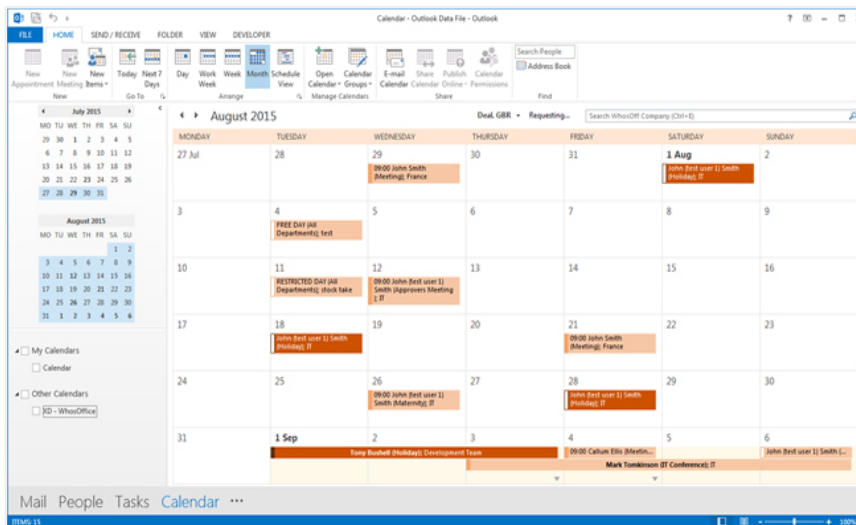 Calendar - Outlook Data File - Outlook
FILE HOME SEND / RECEIVE FOLDER VIEW DEVELOPER
New Appointment
New Meeting
New Items
Today
Next 7 Days
Day
Work Week
Week
Month
Schedule View
Open Calendar
Calendar Groups
E-mail Calendar
Share Calendar
Publish Online
Calendar Permissions
Search People
Address Book
New Go To Arrange Manage Calendars Share Find
July 2015
MO TU WE TH FR SA SU
29 30 1 2 3 4 5
6 7 8 9 10 11 12
13 14 15 16 17 18 19
20 21 22 23 24 25 26
27 28 29 30 31
August 2015
MO TU WE TH FR SA SU
1 2
3 4 5 6 7 8 9
10 11 12 13 14 15 16
17 18 19 20 21 22 23
24 25 26 27 28 29 30
31 1 2 3 4 5 6
My Calendars
Calendar
Other Calendars
XD - WhosOffice
August 2015
Deal, GBR Requesting...
Search WhosOff Company (Ctrl+E)
MONDAY TUESDAY WEDNESDAY THURSDAY FRIDAY SATURDAY SUNDAY
27 Jul 28 29 30 31 1 Aug 2
09:00 John Smith
(Meeting); France
John (test user 1) Smith
(Holiday); IT
3 4 5 6 7 8 9
FREE DAY (All
Departments); test
10 11 12 13 14 15 16
RESTRICTED DAY (All
Departments); stock take
09:00 John (test user 1)
Smith (Approvers Meeting
); IT
17 18 19 20 21 22 23
John (test user 1) Smith
(Holiday); IT
09:00 John Smith
(Meeting); France
24 25 26 27 28 29 30
09:00 John (test user 1)
Smith (Maternity); IT
John (test user 1) Smith
(Holiday); IT
31 1 Sep 2 3 4 5 6
Tony Bushell (Holiday); Development Team
09:00 Callum Ellis (Meetin...
John (test user 1) Smith (...
Mark Tomkinson (IT Conference); IT
Mail People Tasks Calendar ...
ITEMS: 15
100%